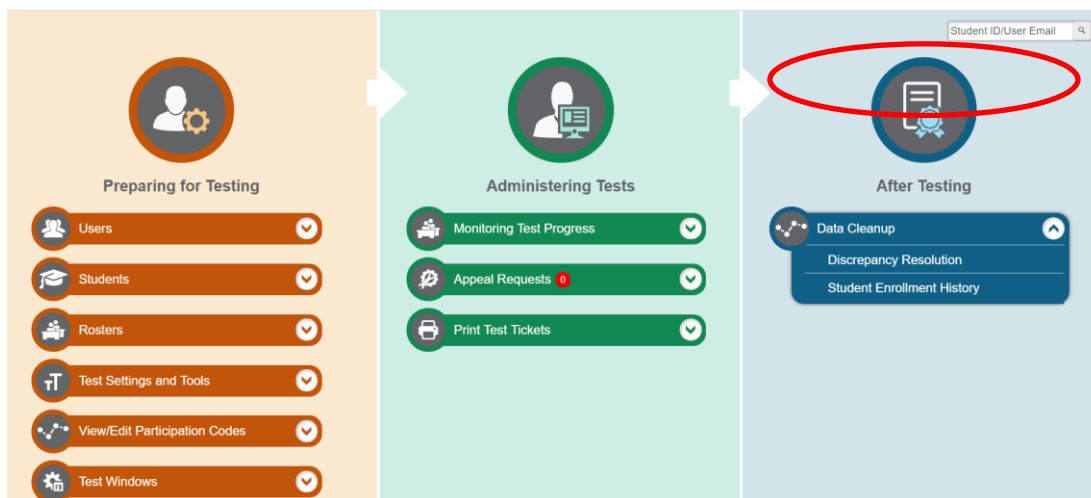 Student ID/User Email
Preparing for Testing
Users
Students
Rosters
Test Settings and Tools
View/Edit Participation Codes
Test Windows
Administering Tests
Monitoring Test Progress
Appeal Requests 0
Print Test Tickets
After Testing
Data Cleanup
Discrepancy Resolution
Student Enrollment History